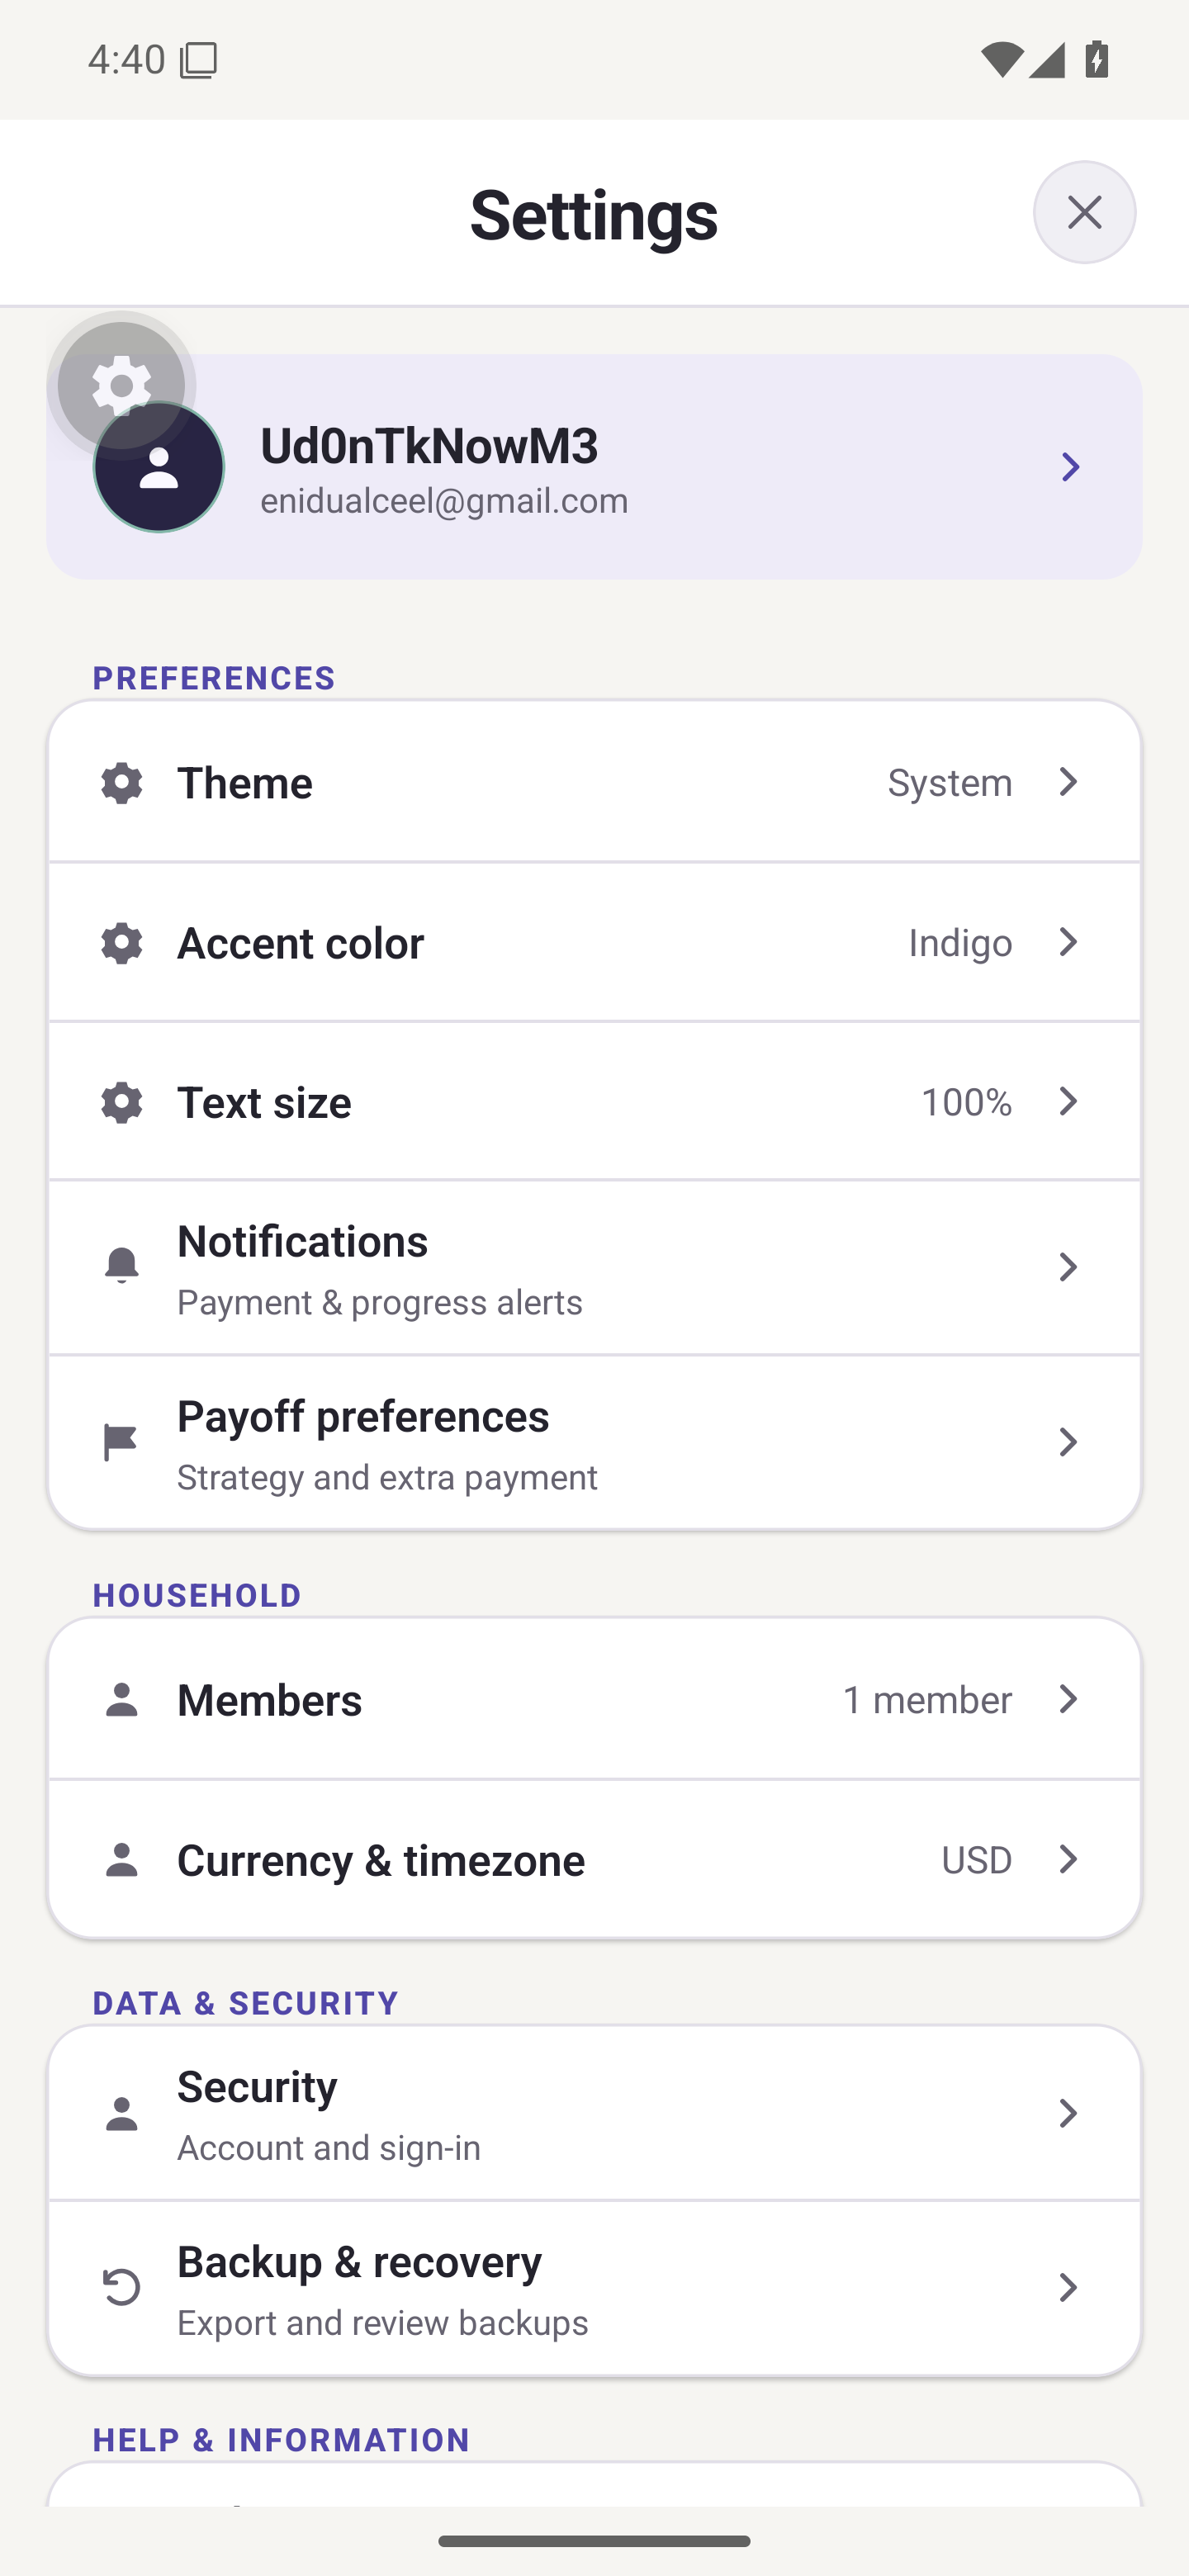 4:40
Settings
Ud0nTkNowM3
enidualceel@gmail.com
PREFERENCES
Theme System
Accent color Indigo
Text size 100%
Notifications
Payment & progress alerts
Payoff preferences
Strategy and extra payment
HOUSEHOLD
Members 1 member
Currency & timezone USD
DATA & SECURITY
Security
Account and sign-in
Backup & recovery
Export and review backups
HELP & INFORMATION